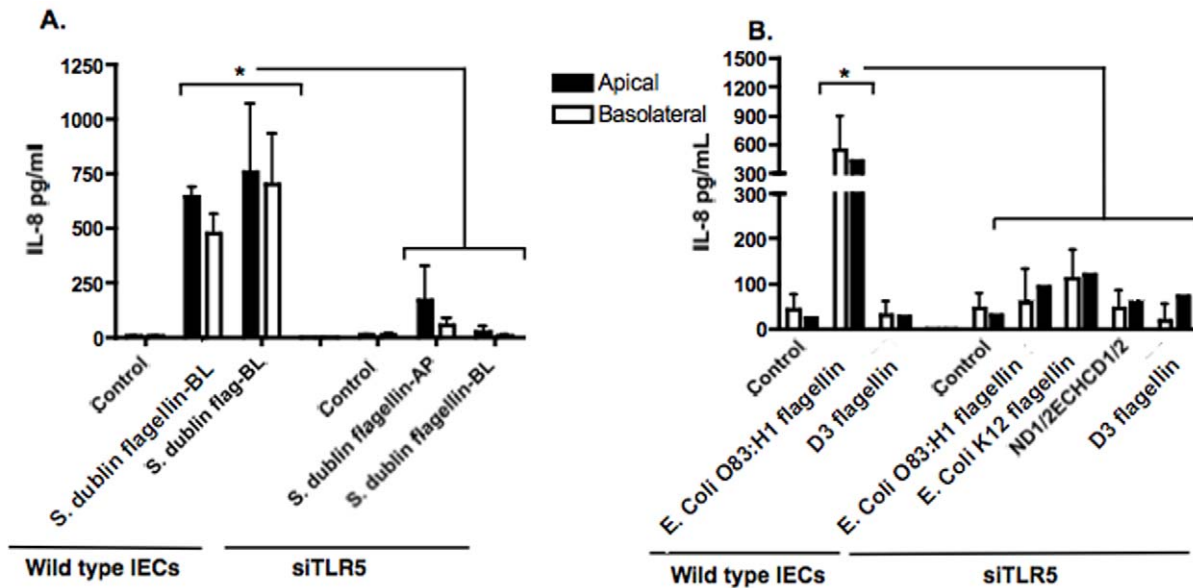 A.
IL-8 pg/ml
1250
1000
750
500
250
0
*
Control
S. dublin flagellin-BL
S. dublin flag-BL
Control
S. dublin flagellin-AP
S. dublin flagellin-BL
Wild type IECs
siTLR5
Apical
Basolateral
B.
IL-8 pg/mL
1500
1200
900
600
300
300
200
100
0
*
Control
E. Coli O83:H1 flagellin
D3 flagellin
Control
E. Coli O83:H1 flagellin
E. Coli K12 flagellin
ND1/2ECHCD1/2
D3 flagellin
Wild type IECs
siTLR5